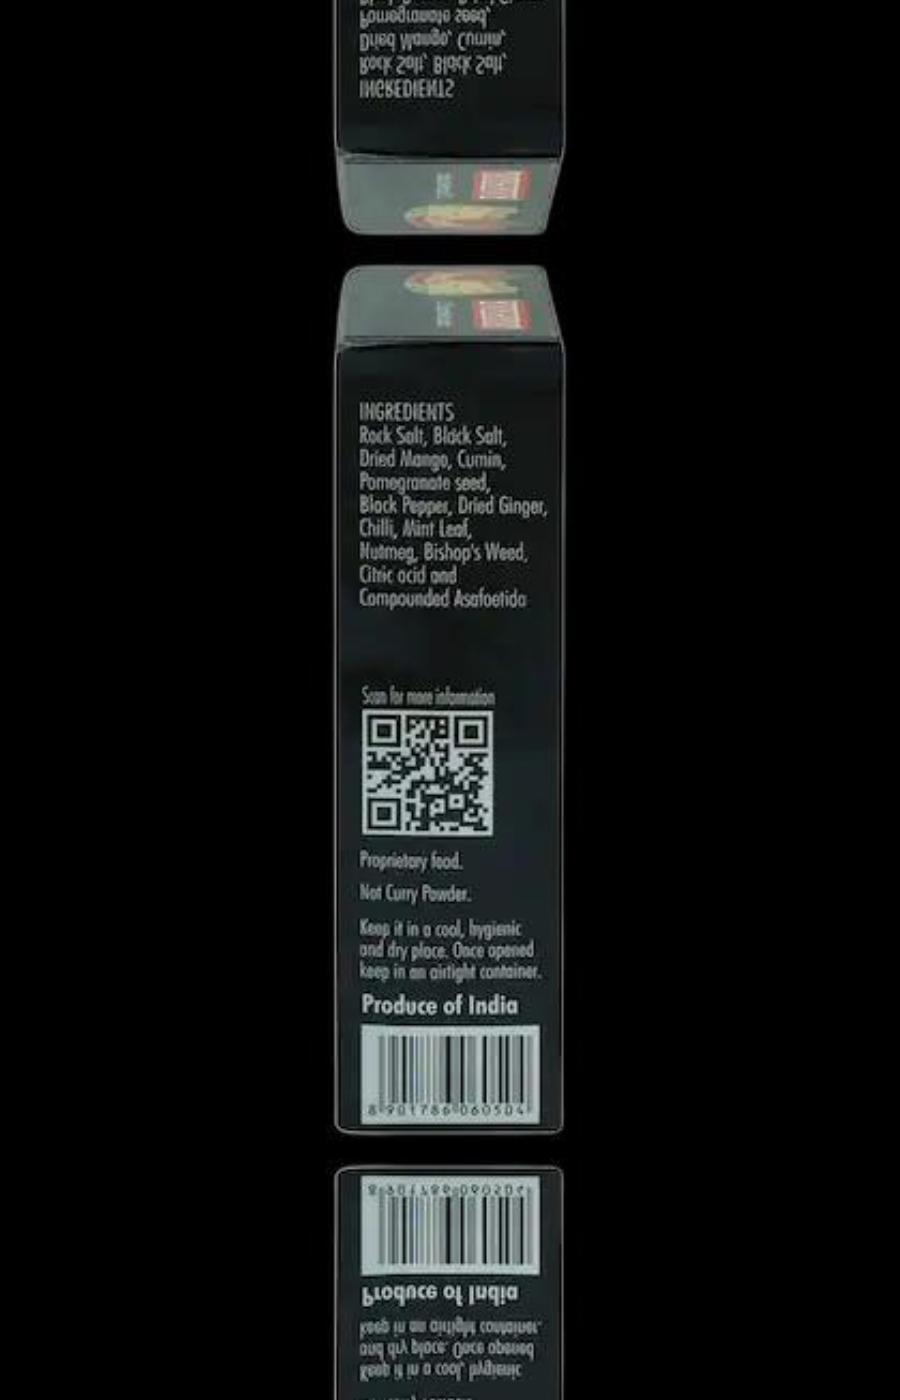 INGREDIENTS
Rock Salt, Black Salt,
Dried Mango, Cumin,
Pomegranate seed,
Black Pepper, Dried Ginger,
Chilli, Mint Leaf,
Nutmeg, Bishop's Weed,
Citric acid and
Compounded Asafoetida
Scan for more information
Proprietary food.
Not Curry Powder.
Keep it in a cool, hygienic
and dry place. Once opened
keep in an airtight container.
Produce of India
8 901786 060504